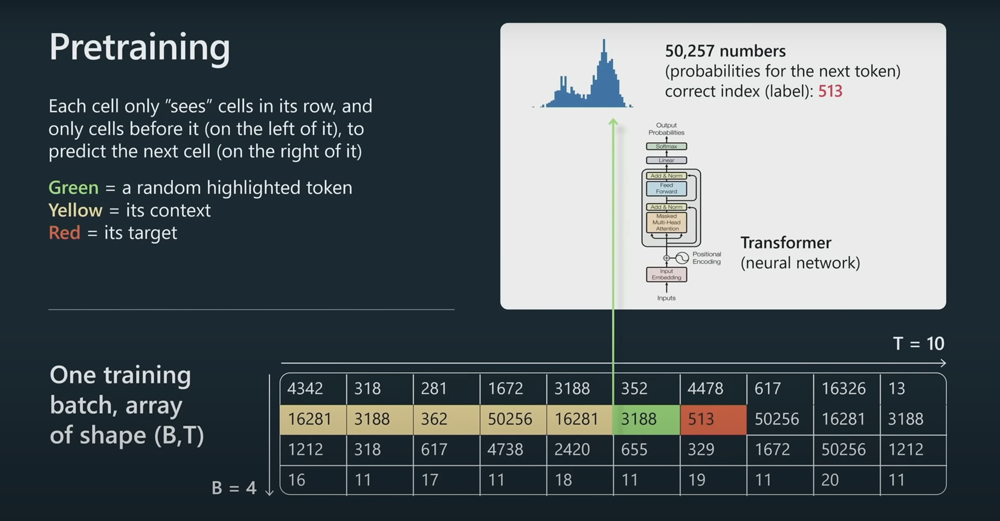 Pretraining
Each cell only ”sees” cells in its row, and
only cells before it (on the left of it), to
predict the next cell (on the right of it)
Green = a random highlighted token
Yellow = its context
Red = its target
50,257 numbers
(probabilities for the next token)
correct index (label): 513
Output
Probabilities
Softmax
Linear
Add & Norm
Feed
Forward
Add & Norm
Masked
Multi-Head
Attention
Positional
Encoding
Input
Embedding
Inputs
Transformer
(neural network)
One training
batch, array
of shape (B,T)
T = 10
B = 4
4342 318 281 1672 3188 352 4478 617 16326 13
16281 3188 362 50256 16281 3188 513 50256 16281 3188
1212 318 617 4738 2420 655 329 1672 50256 1212
16 11 17 11 18 11 19 11 20 11